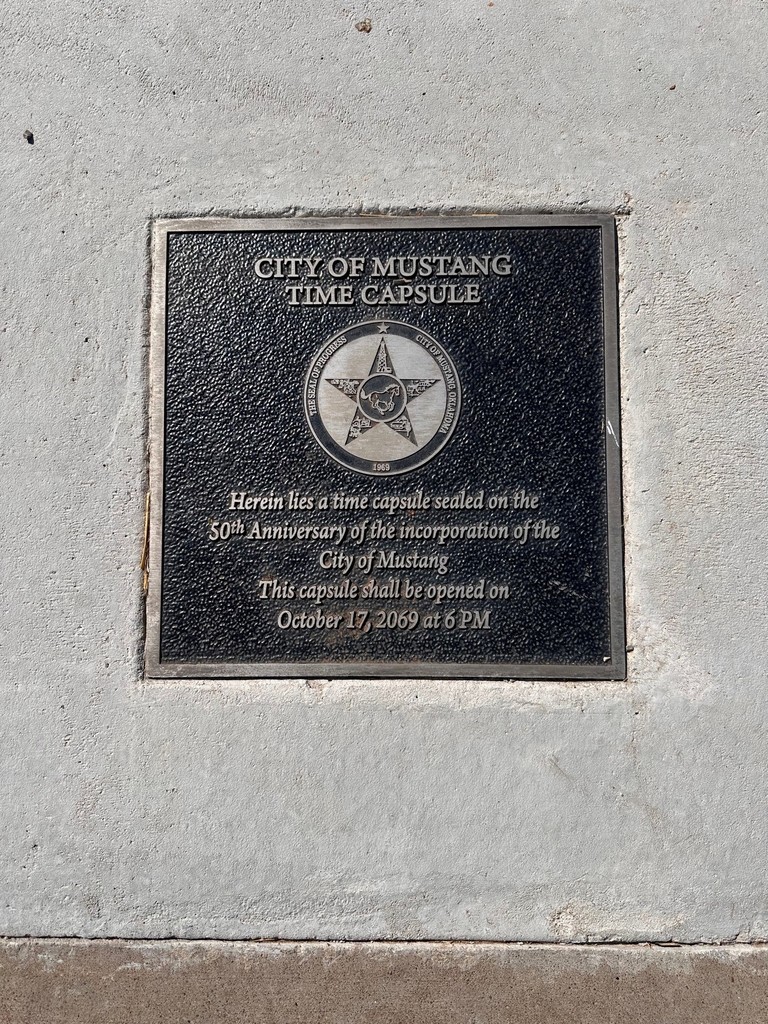 CITY OF MUSTANG
TIME CAPSULE
THE SEAL OF PROGRESS
CITY OF MUSTANG, OKLAHOMA
1969
Herein lies a time capsule sealed on the
50th Anniversary of the incorporation of the
City of Mustang
This capsule shall be opened on
October 17, 2069 at 6 PM